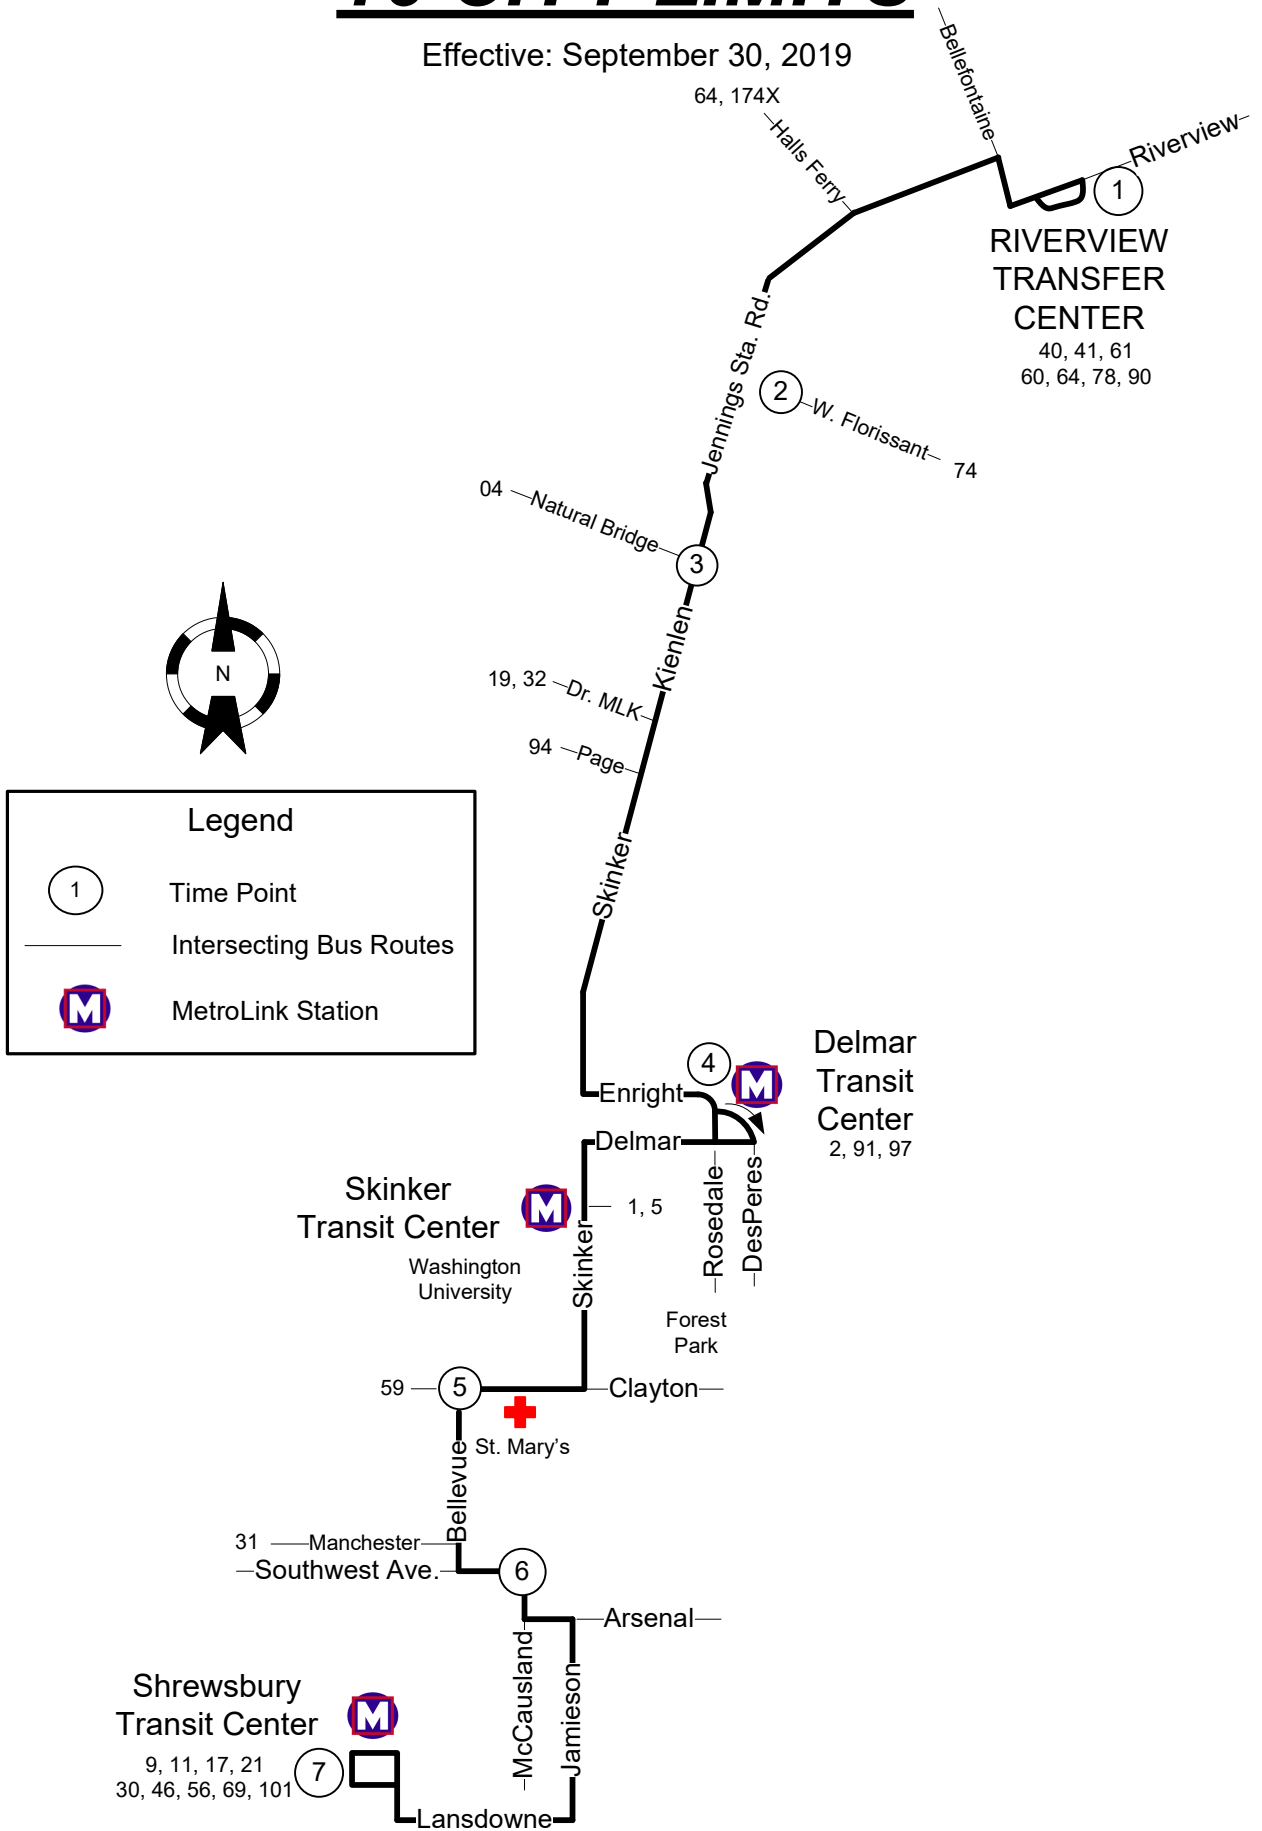 Effective: September 30, 2019
Bellefontaine
64, 174X
Halls Ferry
Riverview
1
RIVERVIEW
TRANSFER
CENTER
40, 41, 61
60, 64, 78, 90
Jennings Sta. Rd.
2
W. Florissant
74
04
Natural Bridge
3
Kienlen
N
19, 32
Dr. MLK
94
Page
Skinker
Legend
1
Time Point
Intersecting Bus Routes
M
MetroLink Station
Enright
4
M
Delmar
Transit
Center
2, 91, 97
Delmar
Rosedale
DesPeres
Skinker
Transit Center
M
1, 5
Skinker
Washington
University
Forest
Park
59
5
Clayton
St. Mary's
Bellevue
31
Manchester
Southwest Ave.
6
Arsenal
McCausland
Jamieson
Shrewsbury
Transit Center
M
9, 11, 17, 21
30, 46, 56, 69, 101
7
Lansdowne